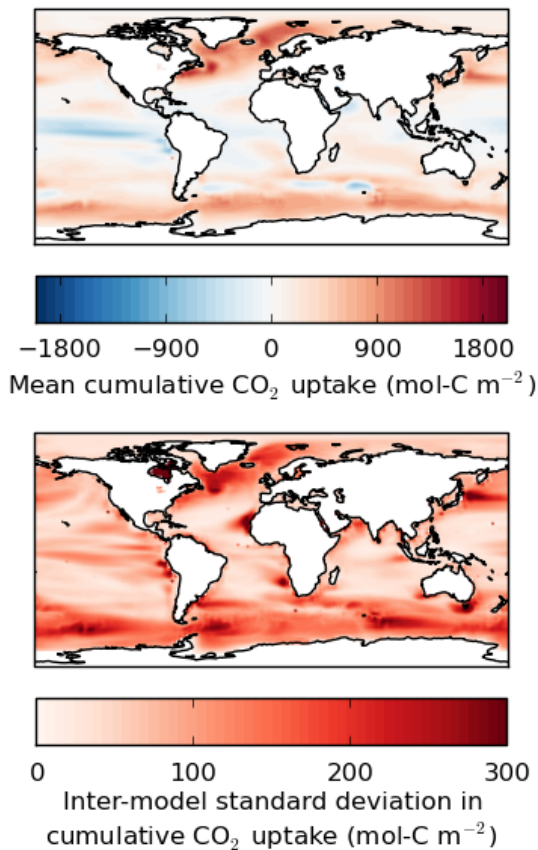 −1800 −900 0 900 1800
Mean cumulative CO₂ uptake (mol-C m⁻²)
0 100 200 300
Inter-model standard deviation in
cumulative CO₂ uptake (mol-C m⁻²)